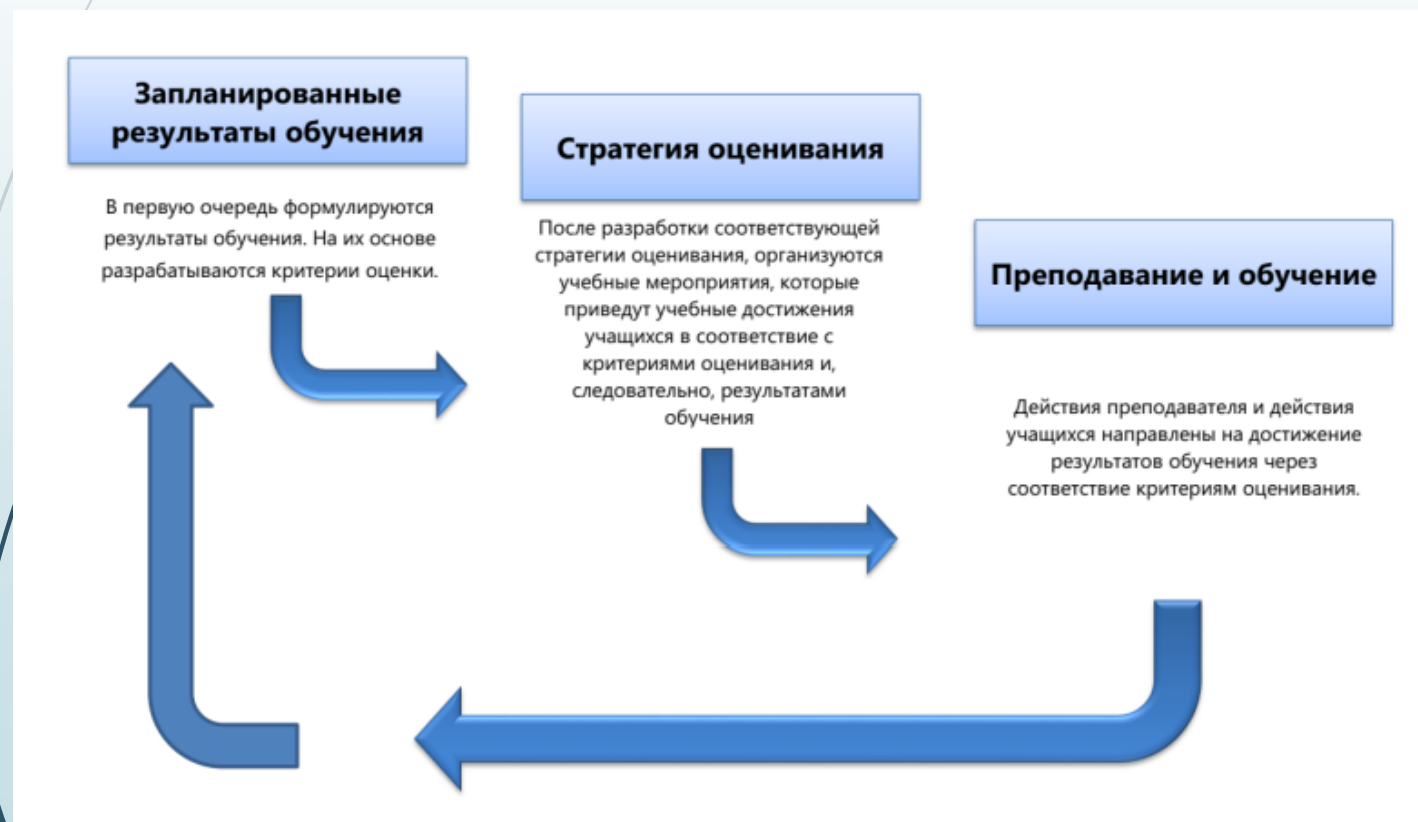 Запланированные
результаты обучения
В первую очередь формулируются
результаты обучения. На их основе
разрабатываются критерии оценки.
Стратегия оценивания
После разработки соответствующей
стратегии оценивания, организуются
учебные мероприятия, которые
приведут учебные достижения
учащихся в соответствие с
критериями оценивания и,
следовательно, результатами
обучения
Преподавание и обучение
Действия преподавателя и действия
учащихся направлены на достижение
результатов обучения через
соответствие критериям оценивания.